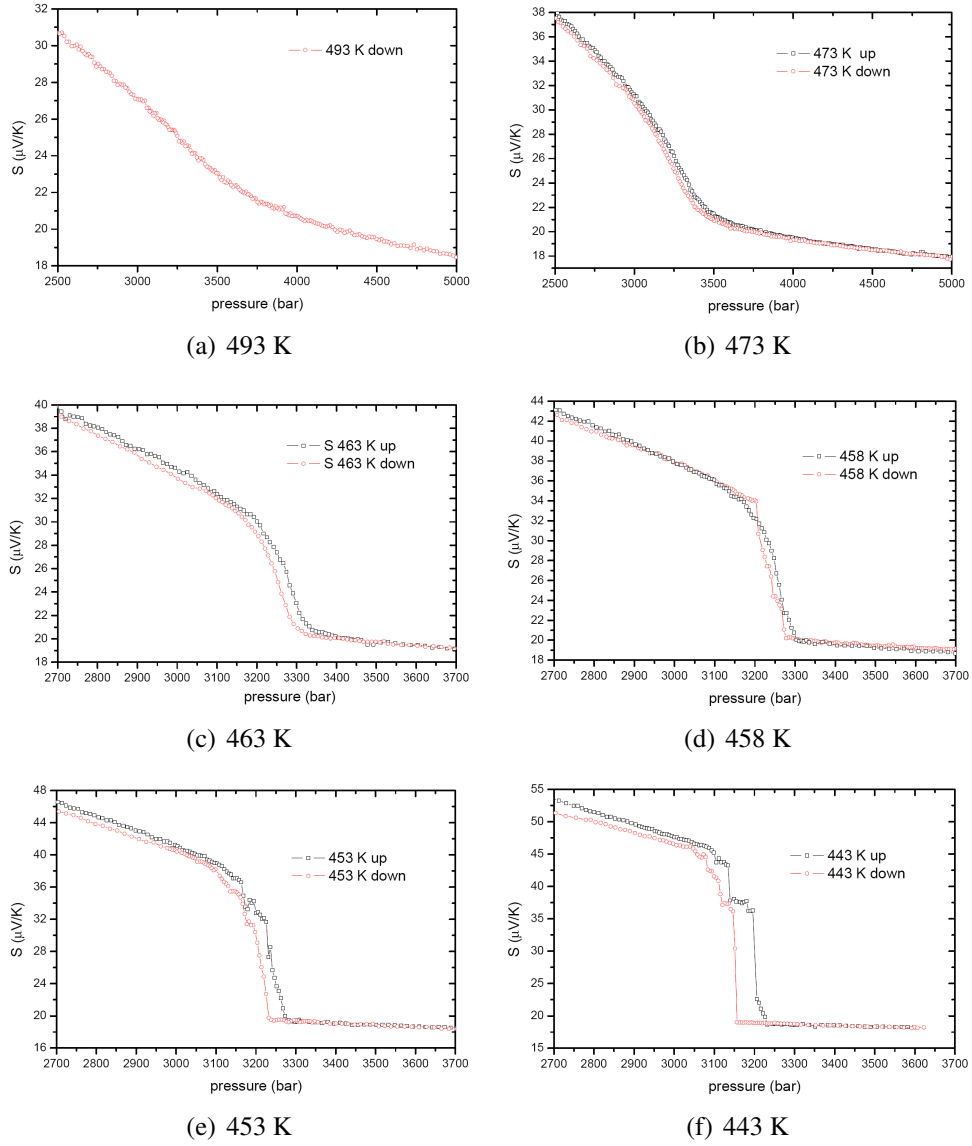 32
30
28
26
24
22
20
18
S (μV/K)
493 K down
2500 3000 3500 4000 4500 5000
pressure (bar)
(a) 493 K
38
36
34
32
30
28
26
24
22
20
18
S (μV/K)
473 K up
473 K down
2500 3000 3500 4000 4500 5000
pressure (bar)
(b) 473 K
40
38
36
34
32
30
28
26
24
22
20
18
S (μV/K)
S 463 K up
S 463 K down
2700 2800 2900 3000 3100 3200 3300 3400 3500 3600 3700
pressure (bar)
(c) 463 K
44
42
40
38
36
34
32
30
28
26
24
22
20
18
S (μV/K)
458 K up
458 K down
2700 2800 2900 3000 3100 3200 3300 3400 3500 3600 3700
pressure (bar)
(d) 458 K
48
44
40
36
32
28
24
20
16
S (μV/K)
453 K up
453 K down
2700 2800 2900 3000 3100 3200 3300 3400 3500 3600 3700
pressure (bar)
(e) 453 K
55
50
45
40
35
30
25
20
15
S (μV/K)
443 K up
443 K down
2700 2800 2900 3000 3100 3200 3300 3400 3500 3600 3700
pressure (bar)
(f) 443 K